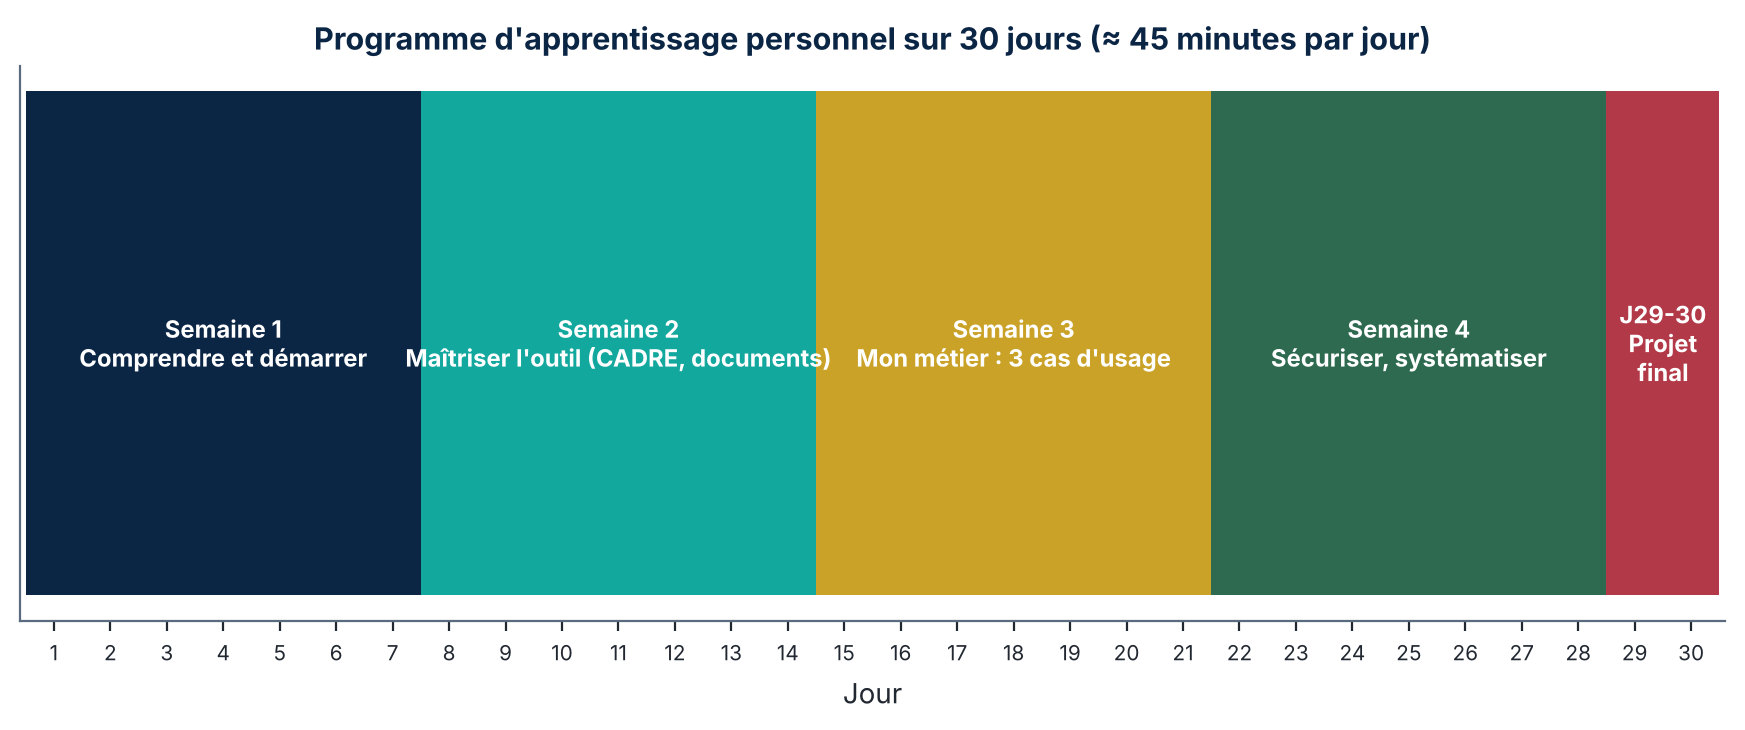 Programme d'apprentissage personnel sur 30 jours (≈ 45 minutes par jour)
Semaine 1
Comprendre et démarrer
Semaine 2
Maîtriser l'outil (CADRE, documents)
Semaine 3
Mon métier : 3 cas d'usage
Semaine 4
Sécuriser, systématiser
J29-30
Projet
final
1 2 3 4 5 6 7 8 9 10 11 12 13 14 15 16 17 18 19 20 21 22 23 24 25 26 27 28 29 30
Jour